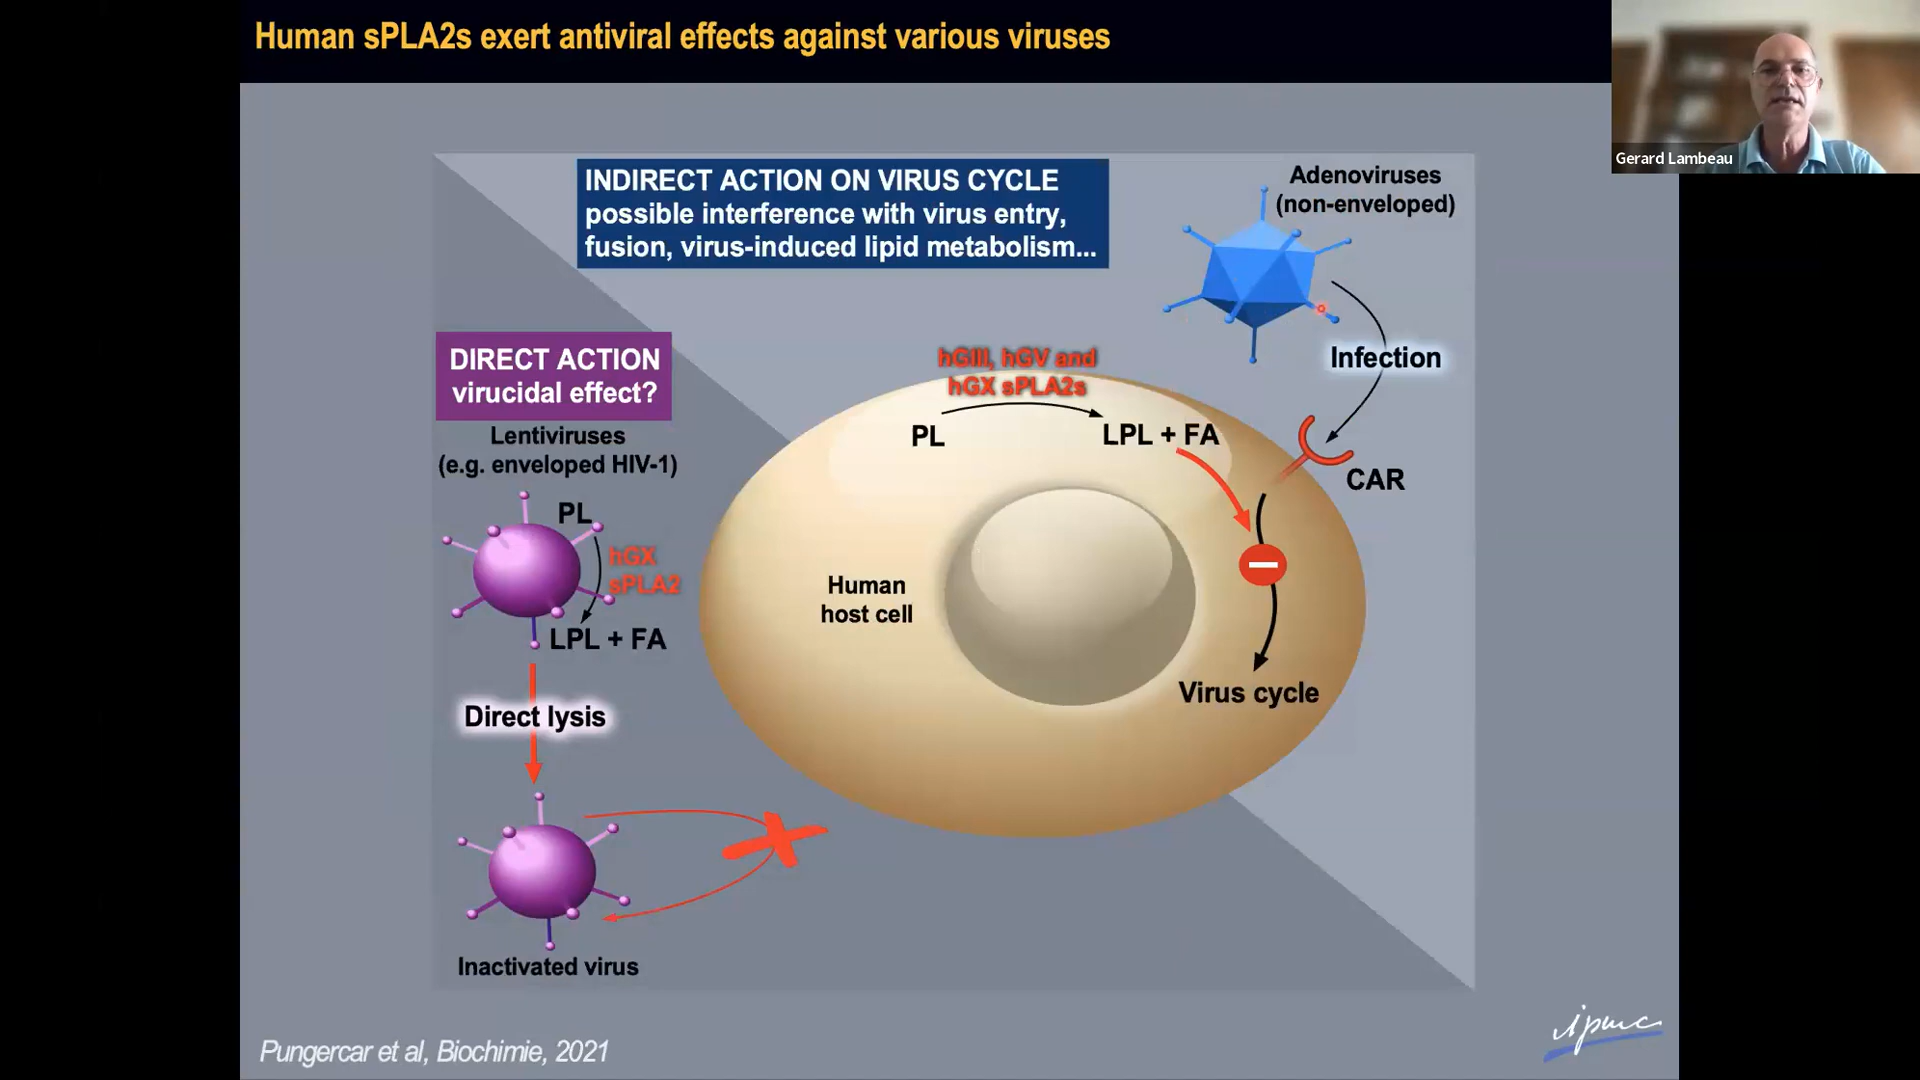 Human sPLA2s exert antiviral effects against various viruses
Gerard Lambeau
INDIRECT ACTION ON VIRUS CYCLE
possible interference with virus entry,
fusion, virus-induced lipid metabolism...
Adenoviruses
(non-enveloped)
Infection
CAR
DIRECT ACTION
virucidal effect?
Lentiviruses
(e.g. enveloped HIV-1)
PL
hGX
sPLA2
LPL + FA
Direct lysis
Inactivated virus
hGIII, hGV and
hGX sPLA2s
PL
LPL + FA
Human
host cell
Virus cycle
Pungercar et al, Biochimie, 2021
ipmc